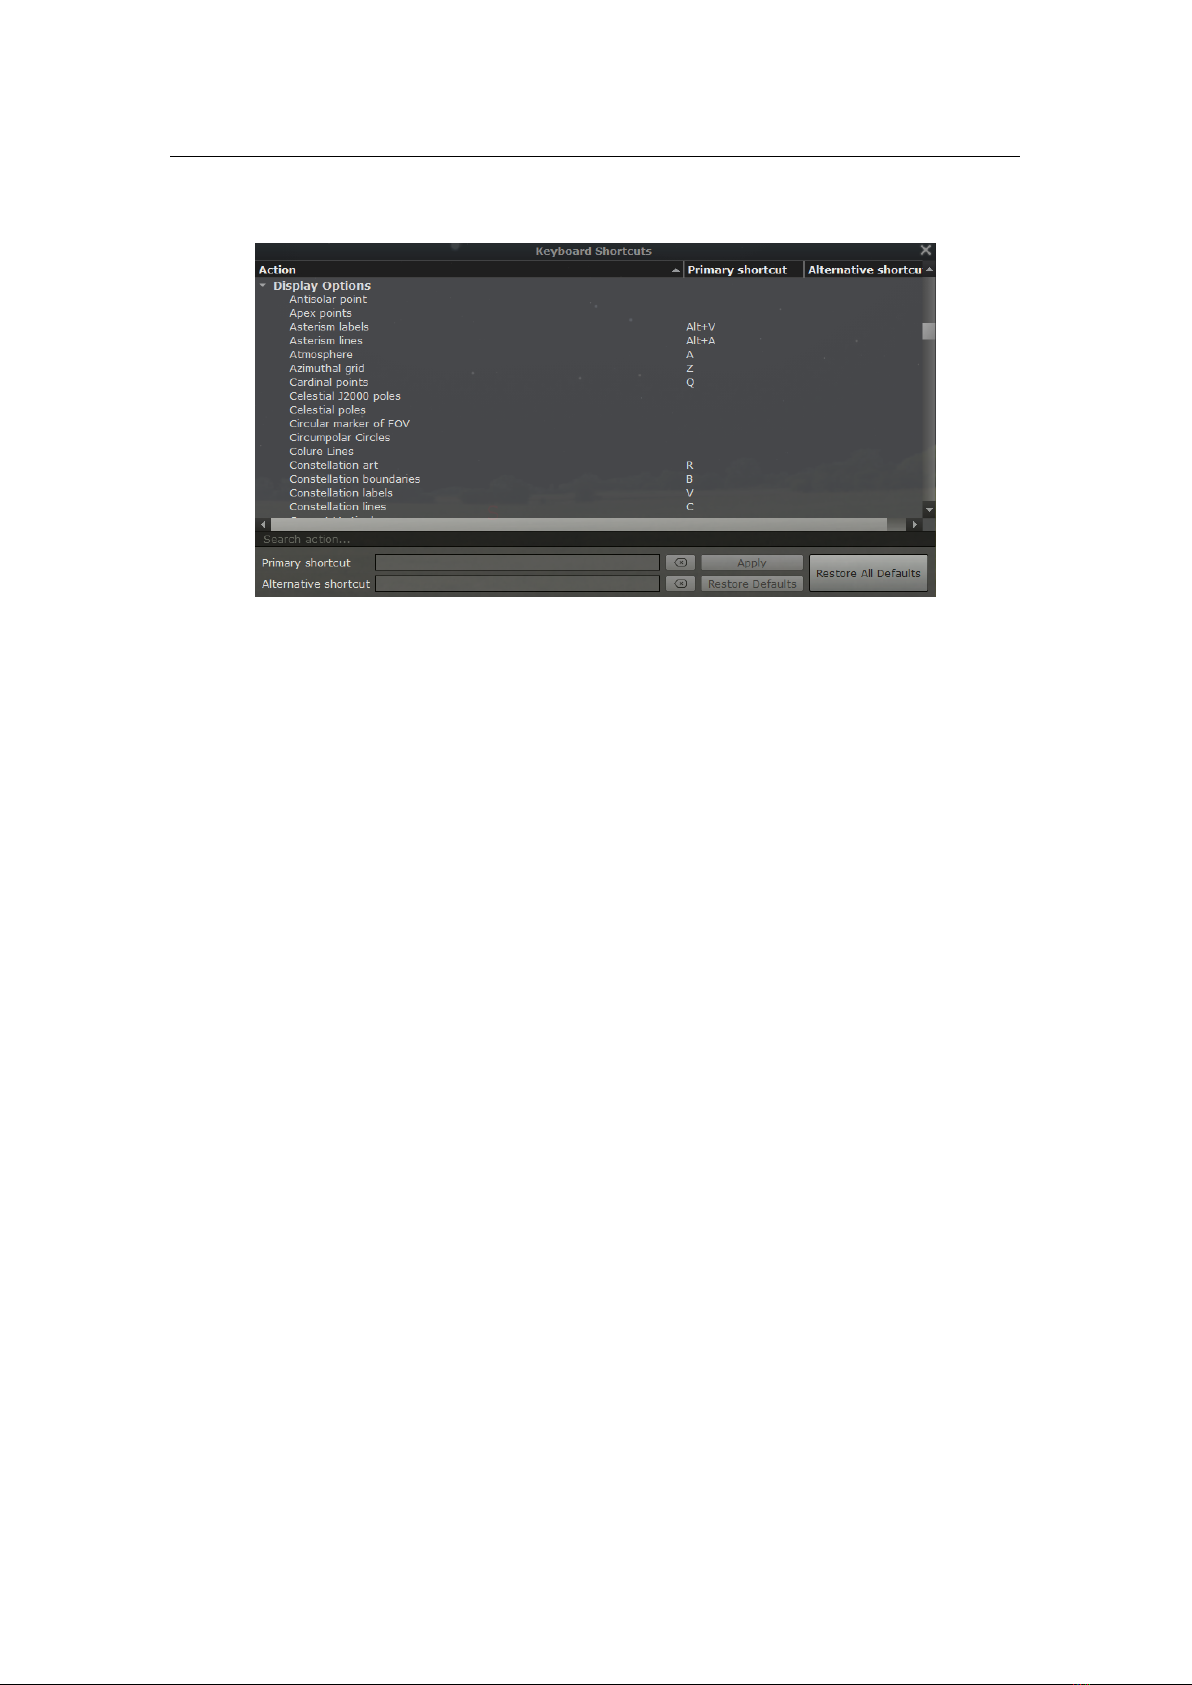 Keyboard Shortcuts
Action Primary shortcut Alternative shortcu
Display Options
Antisolar point
Apex points
Asterism labels Alt+V
Asterism lines Alt+A
Atmosphere A
Azimuthal grid Z
Cardinal points Q
Celestial J2000 poles
Celestial poles
Circular marker of FOV
Circumpolar Circles
Colure Lines
Constellation art R
Constellation boundaries B
Constellation labels V
Constellation lines C
Search action...
Primary shortcut Apply
Alternative shortcut Restore Defaults
Restore All Defaults